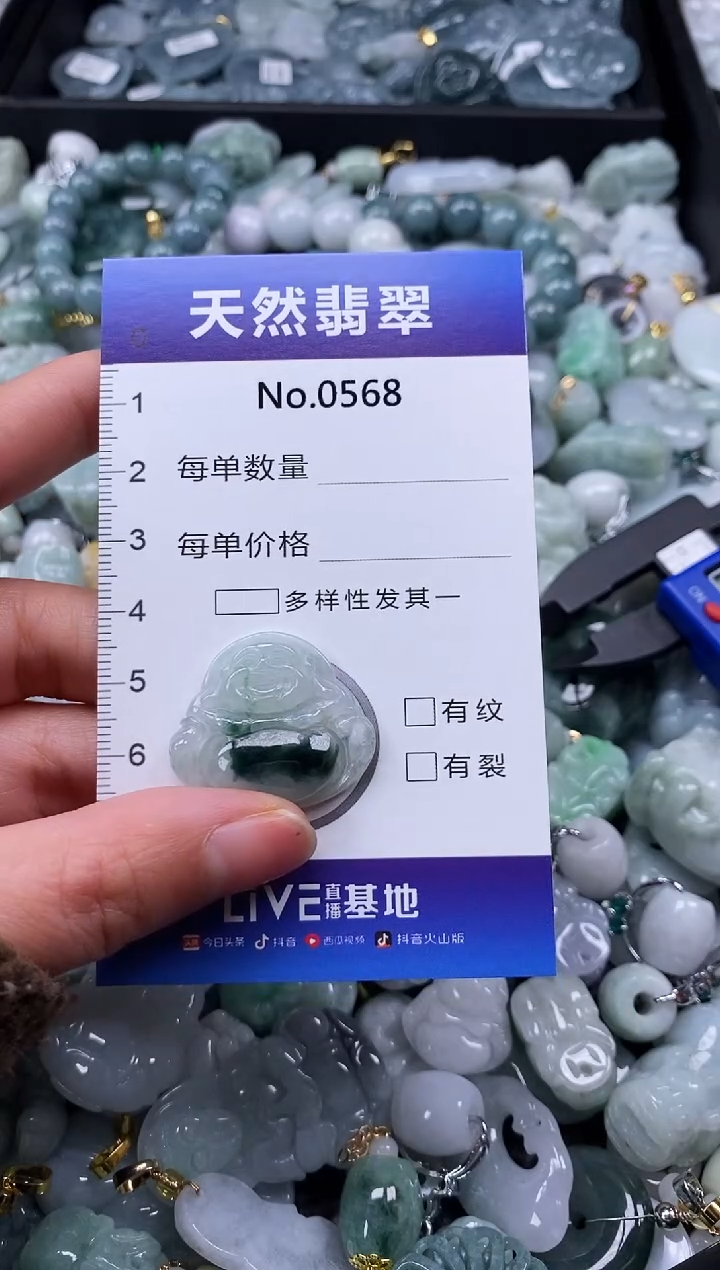 天然翡翠
No.0568
1
2 每单数量
3 每单价格
4 多样性发其一
5 有纹
6 有裂
LIVE直播基地
今日头条 抖音 西瓜视频 抖音火山版